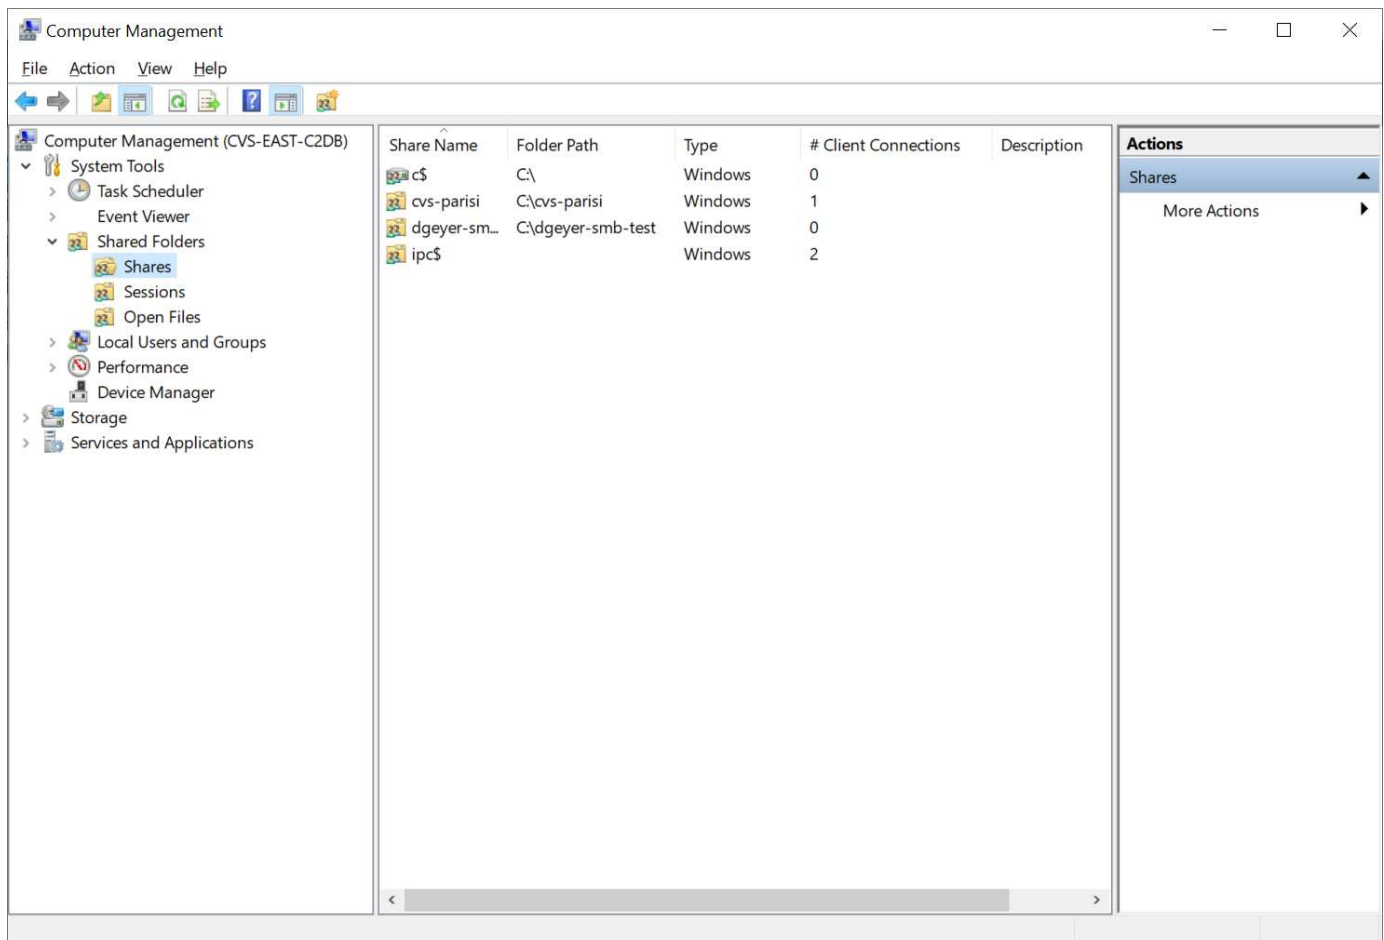 Computer Management
File Action View Help
Computer Management (CVS-EAST-C2DB)
System Tools
Task Scheduler
Event Viewer
Shared Folders
Shares
Sessions
Open Files
Local Users and Groups
Performance
Device Manager
Storage
Services and Applications
Share Name Folder Path Type # Client Connections Description
c$ C:\ Windows 0
cvs-parisi C:\cvs-parisi Windows 1
dgeyer-sm... C:\dgeyer-smb-test Windows 0
ipc$ Windows 2
Actions
Shares
More Actions